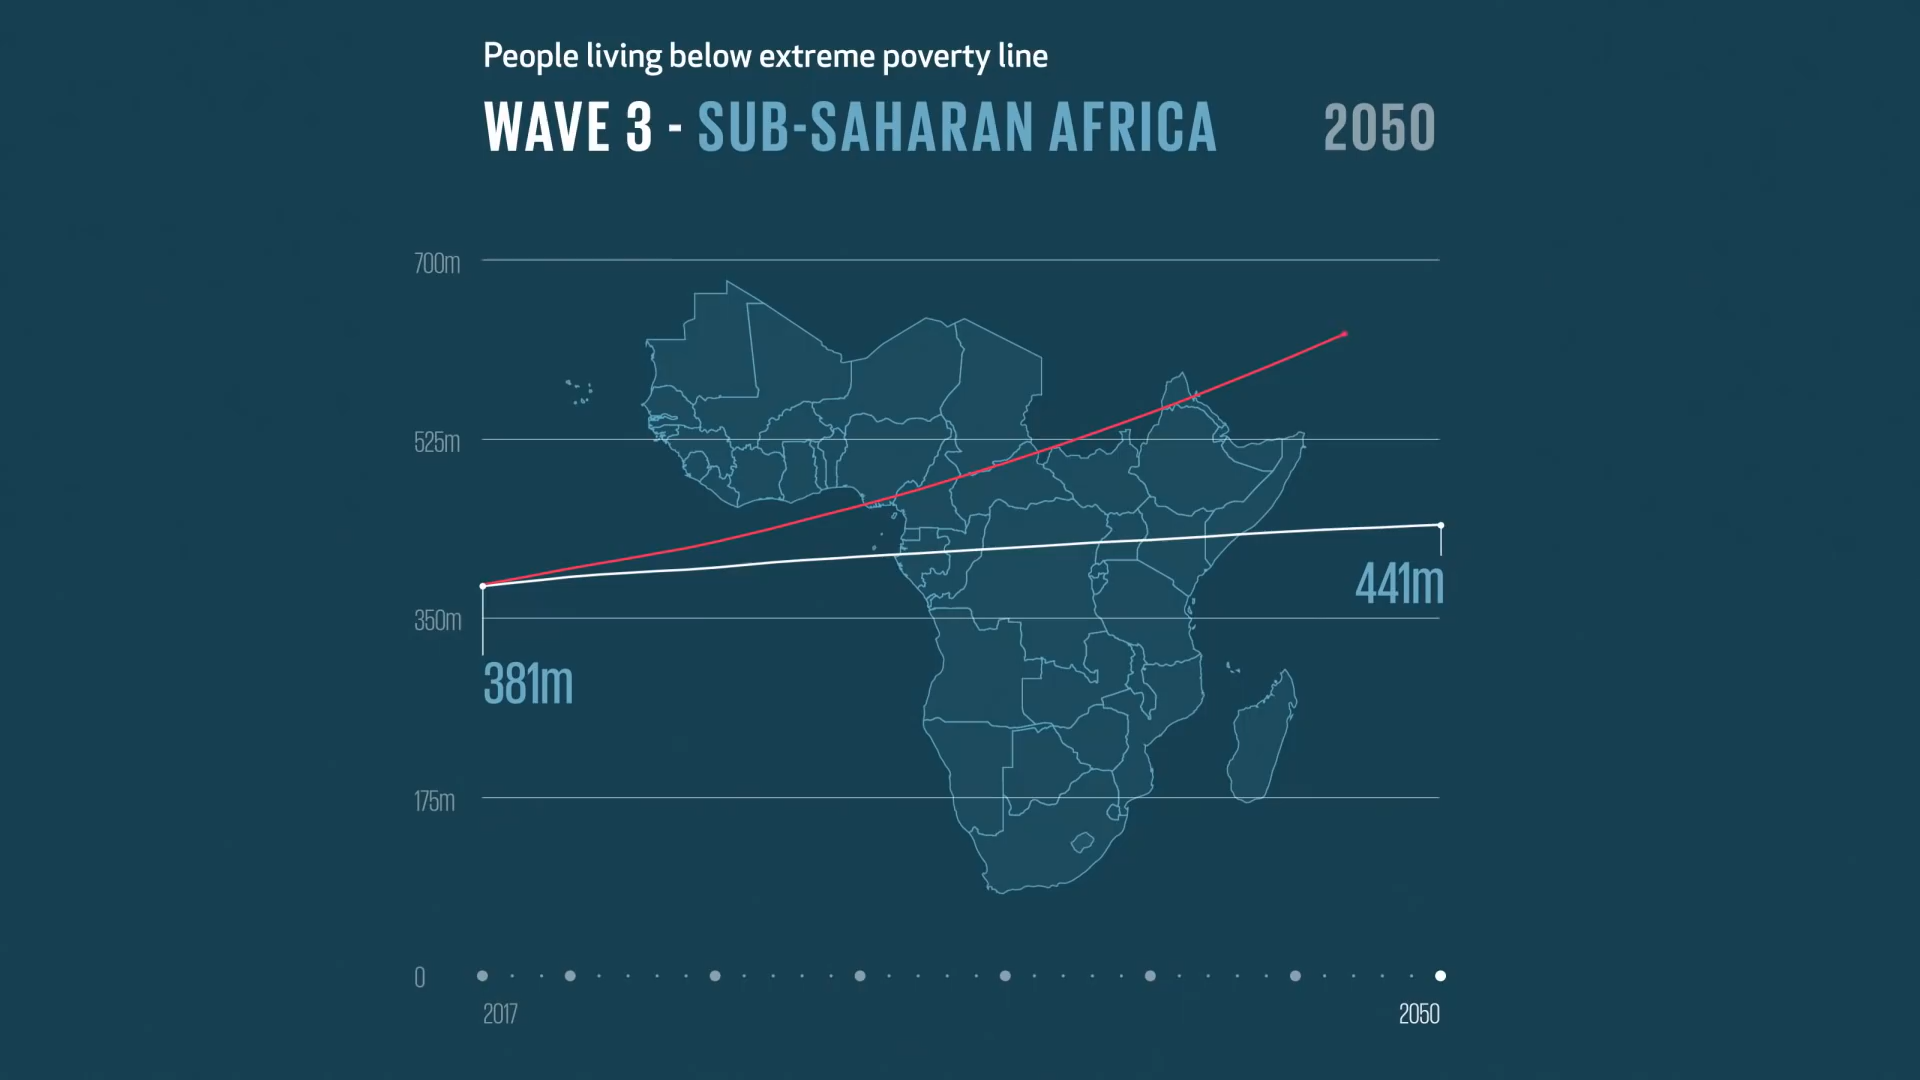 People living below extreme poverty line
WAVE 3 - SUB-SAHARAN AFRICA 2050
700m
525m
441m
350m
381m
175m
0
2017 2050